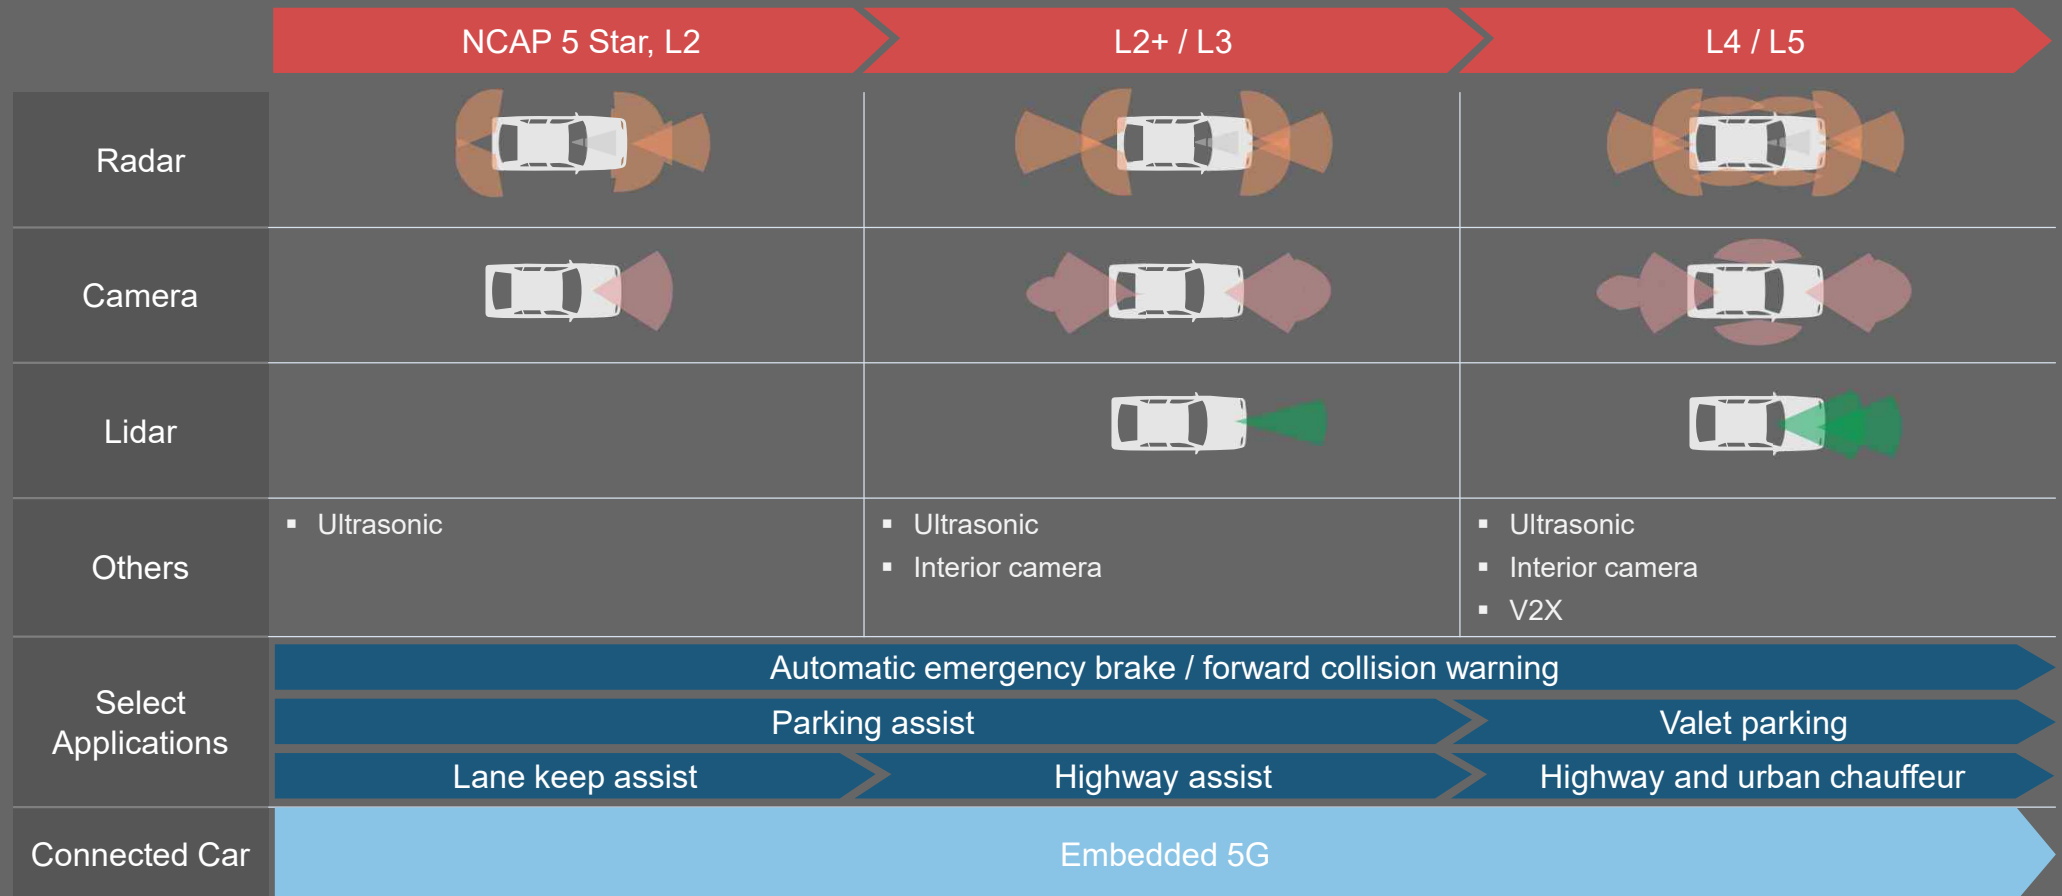 NCAP 5 Star, L2
L2+ / L3
L4 / L5
Radar
Camera
Lidar
Others
▪ Ultrasonic
▪ Ultrasonic
▪ Interior camera
▪ Ultrasonic
▪ Interior camera
▪ V2X
Select
Applications
Automatic emergency brake / forward collision warning
Parking assist
Valet parking
Lane keep assist
Highway assist
Highway and urban chauffeur
Connected Car
Embedded 5G